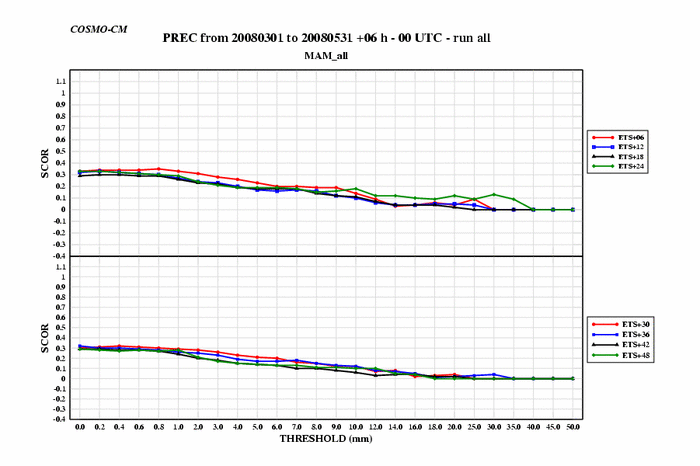 COSMO-CM
PREC from 20080301 to 20080531 +06 h - 00 UTC - run all
MAM_all
SCOR
1.1
1
0.9
0.8
0.7
0.6
0.5
0.4
0.3
0.2
0.1
0
-0.1
-0.2
-0.3
-0.4
ETS+06
ETS+12
ETS+18
ETS+24
SCOR
1.1
1
0.9
0.8
0.7
0.6
0.5
0.4
0.3
0.2
0.1
0
-0.1
-0.2
-0.3
-0.4
ETS+30
ETS+36
ETS+42
ETS+48
0.0 0.2 0.4 0.6 0.8 1.0 2.0 3.0 4.0 5.0 6.0 7.0 8.0 9.0 10.0 12.0 14.0 16.0 18.0 20.0 25.0 30.0 35.0 40.0 45.0 50.0
THRESHOLD (mm)